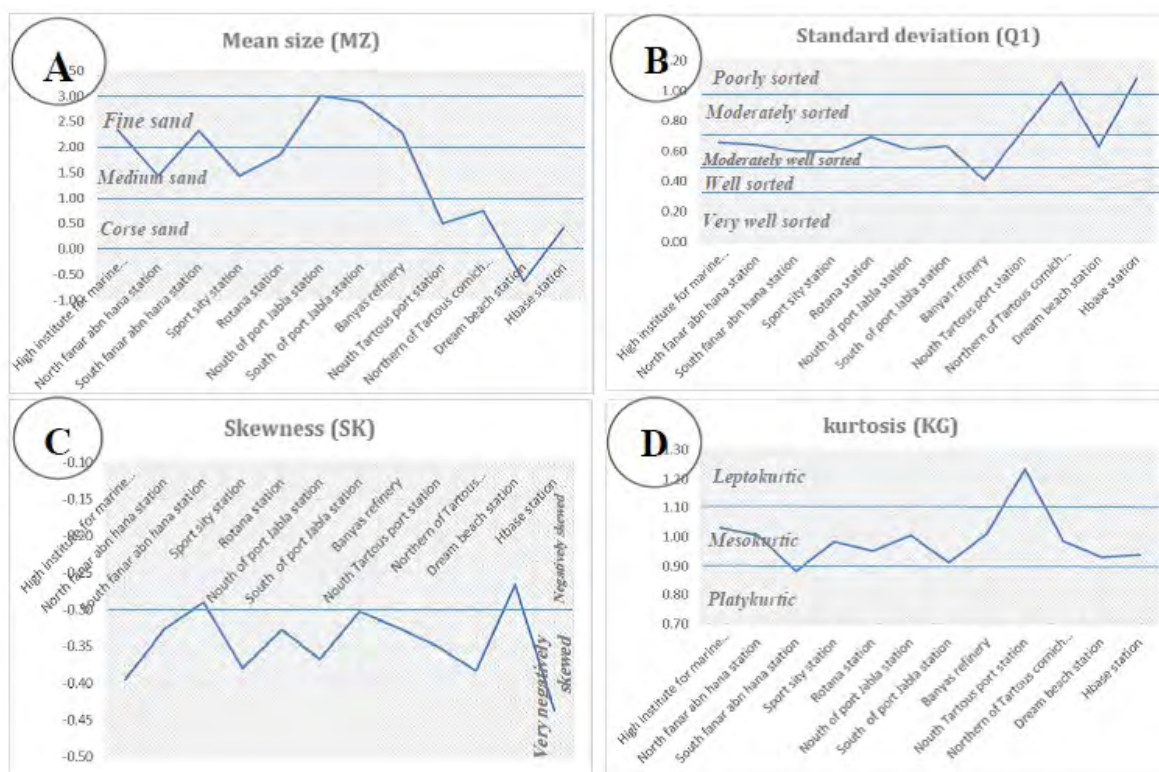 A
Mean size (MZ)
.50
3.00
2.50
2.00
1.50
1.00
0.50
0.00
-0.50
-1.00
Fine sand
Medium sand
Corse sand
High institute for marine...
North fanar abn hana station
South fanar abn hana station
Sport sity station
Rotana station
Nouth of port Jabla station
South of port Jabla station
Banyas refinery
Nouth Tartous port station
Northern of Tartous cornich...
Dream beach station
Hbase station
B
Standard deviation (Q1)
.20
1.00
0.80
0.60
0.40
0.20
0.00
Poorly sorted
Moderately sorted
Moderately well sorted
Well sorted
Very well sorted
High institute for marine...
North fanar abn hana station
South fanar abn hana station
Sport sity station
Rotana station
Nouth of port Jabla station
South of port Jabla station
Banyas refinery
Nouth Tartous port station
Northern of Tartous cornich...
Dream beach station
Hbase station
C
Skewness (SK)
-0.10
-0.15
-0.20
-0.25
-0.30
-0.35
-0.40
-0.45
-0.50
High institute for marine...
North fanar abn hana station
South fanar abn hana station
Sport sity station
Rotana station
Nouth of port Jabla station
South of port Jabla station
Banyas refinery
Nouth Tartous port station
Northern of Tartous...
Dream beach station
Hbase station
Negatively skewed
Very negatively
skewed
D
kurtosis (KG)
1.30
1.20
1.10
1.00
0.90
0.80
0.70
Leptokurtic
Mesokurtic
Platykurtic
High institute for marine...
North fanar abn hana station
South fanar abn hana station
Sport sity station
Rotana station
Nouth of port Jabla station
South of port Jabla station
Banyas refinery
Nouth Tartous port station
Northern of Tartous cornich...
Dream beach station
Hbase station